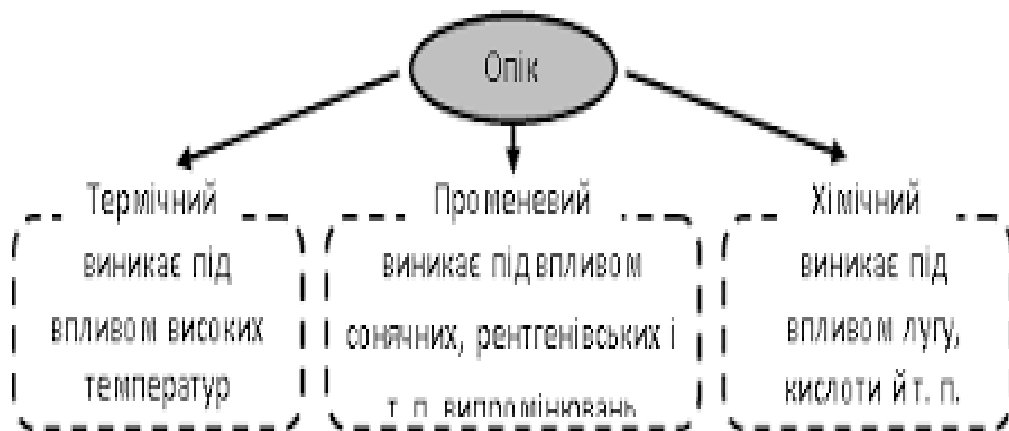 Опік
Термічний
виникає під
впливом високих
температур
Променевий
виникає під впливом
сонячних, рентгенівських і
т. п. випромінювань
Хімічний
виникає під
впливом лугу,
кислоти й т. п.